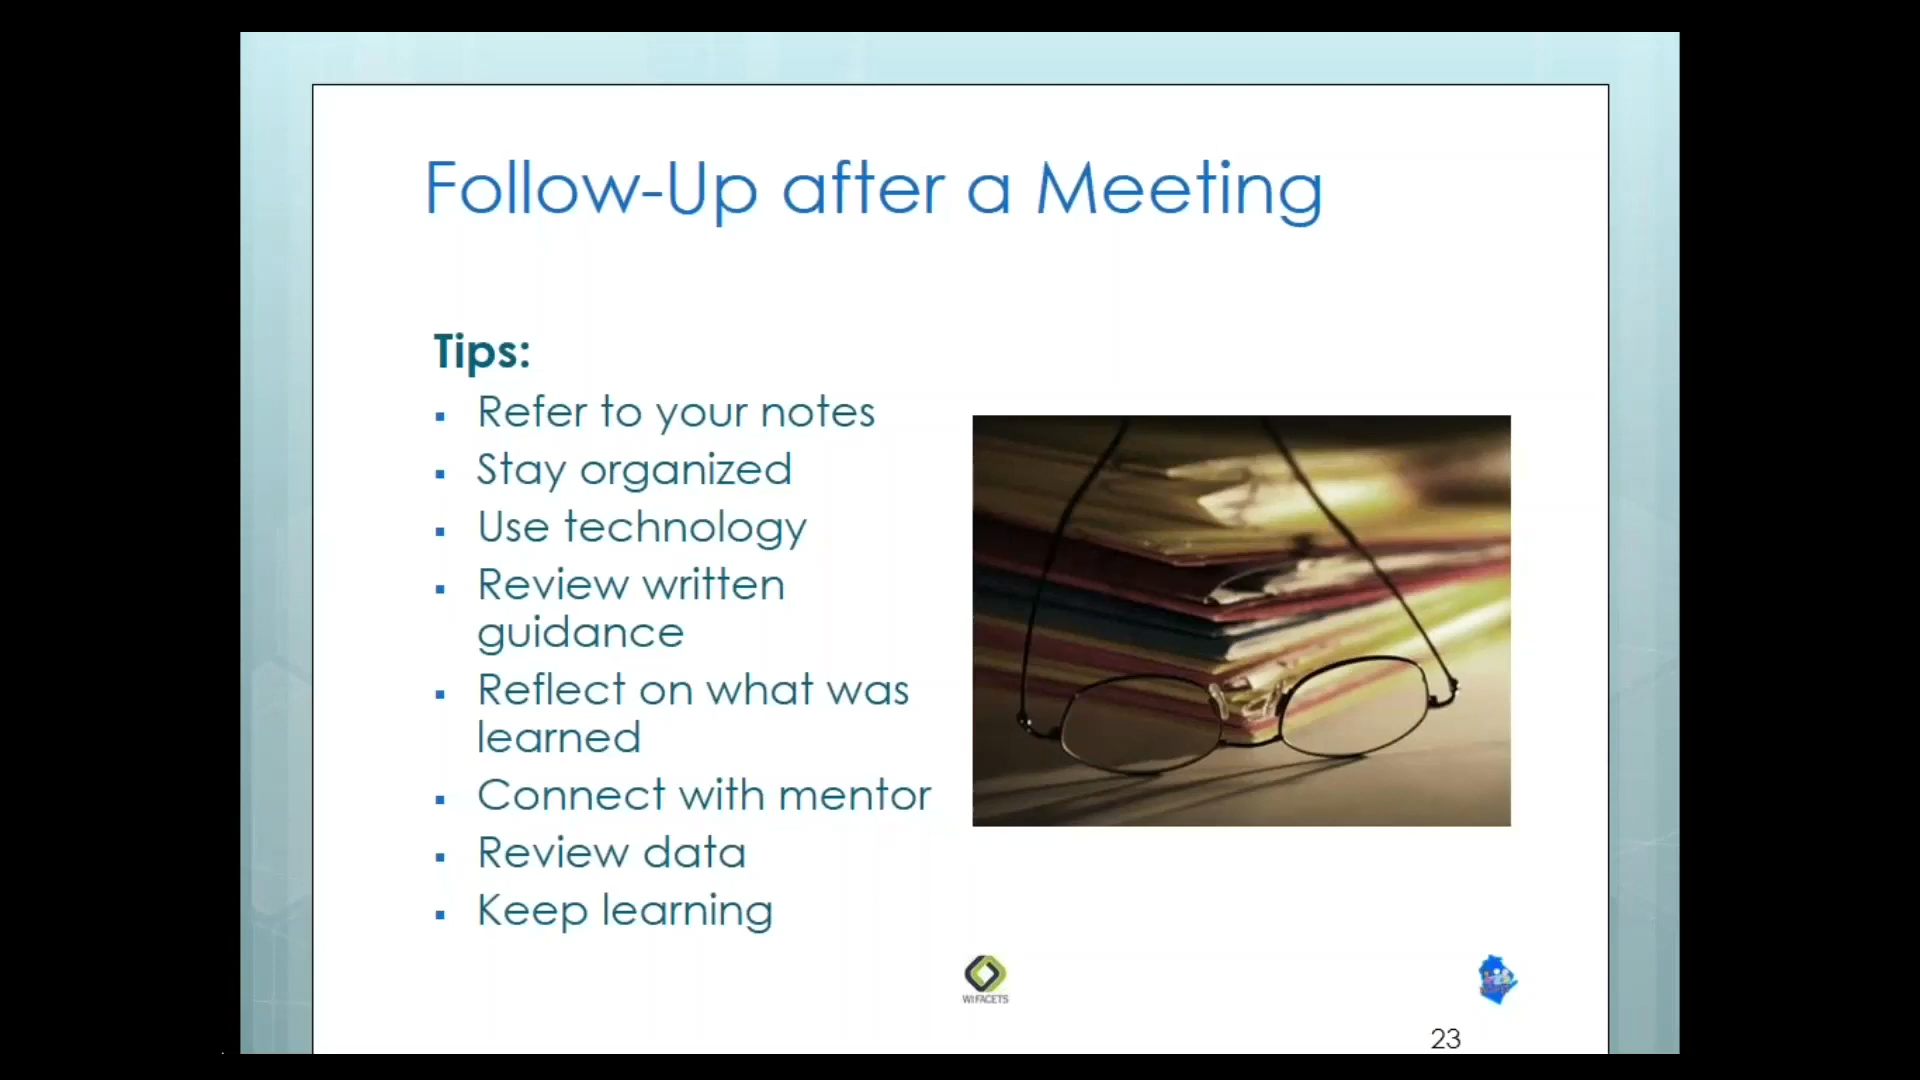 Follow-Up after a Meeting
Tips:
▪ Refer to your notes
▪ Stay organized
▪ Use technology
▪ Review written
guidance
▪ Reflect on what was
learned
▪ Connect with mentor
▪ Review data
▪ Keep learning
WI FACETS
23